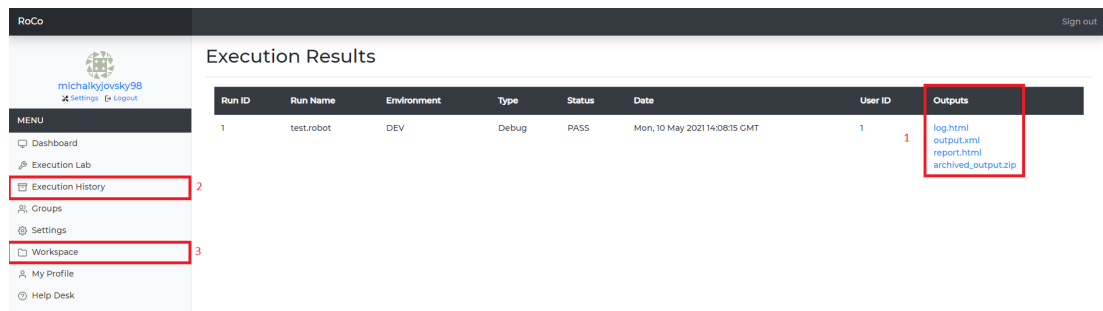 RoCo
Sign out
michalkyjovsky98
Settings Logout
MENU
Dashboard
Execution Lab
Execution History
2
Groups
Settings
Workspace
3
My Profile
Help Desk
Execution Results
Run ID Run Name Environment Type Status Date User ID Outputs
1 test.robot DEV Debug PASS Mon, 10 May 2021 14:08:15 GMT 1 log.html
1
output.xml
report.html
archived_output.zip